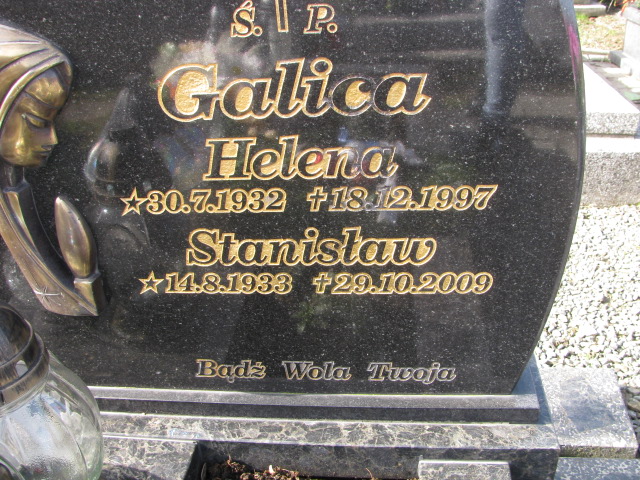 Ś. † P.
Galica
Helena
☆30.7.1932 †18.12.1997
Stanisław
☆14.8.1933 †29.10.2009
Bądź Wola Twoja